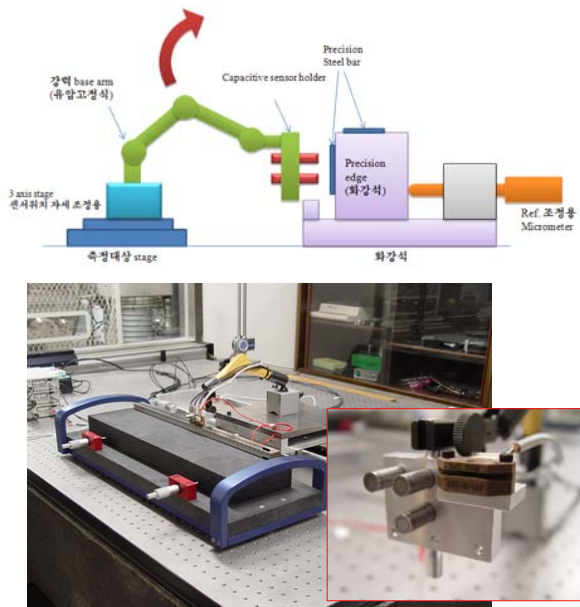 Precision
Steel bar
강력 base arm
(유압고정식)
Capacitive sensor holder
Precision
edge
(화강석)
3 axis stage
센서위치 자세 조정용
Ref. 조정용
Micrometer
측정대상 stage
화강석